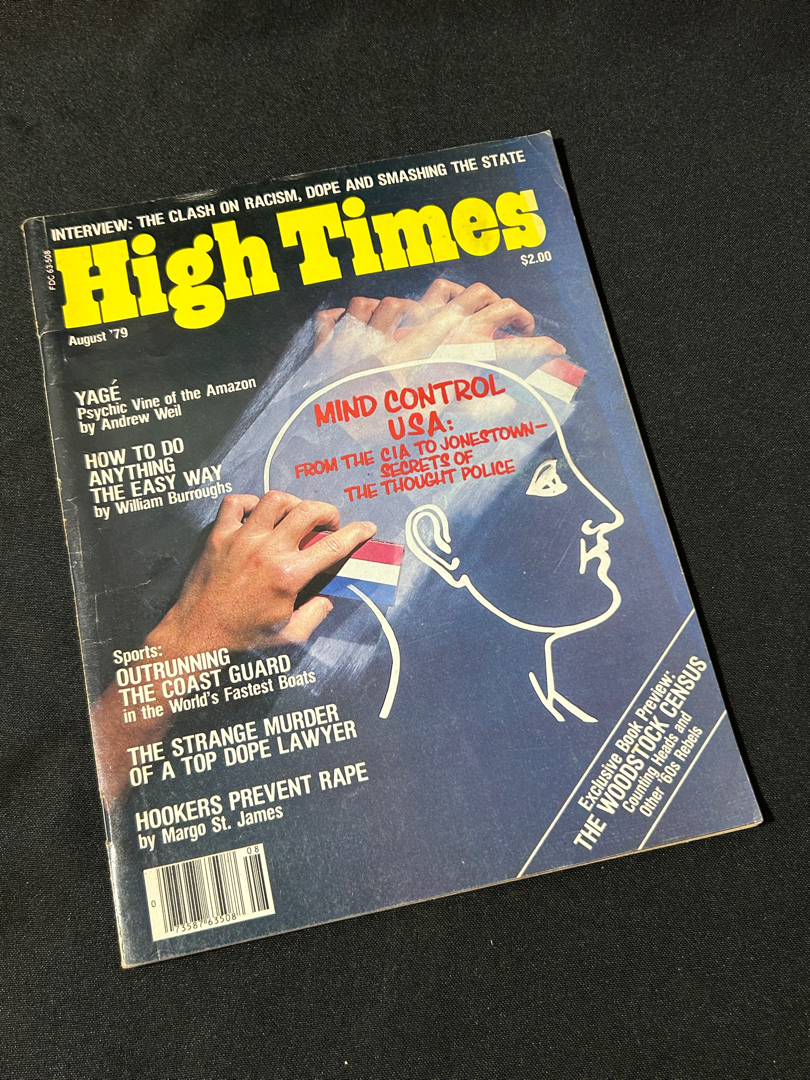 INTERVIEW: THE CLASH ON RACISM, DOPE AND SMASHING THE STATE
High Times
FDC 63-508
$2.00
August '79
YAGÉ
Psychic Vine of the Amazon
by Andrew Weil
HOW TO DO
ANYTHING
THE EASY WAY
by William Burroughs
MIND CONTROL
USA:
FROM THE CIA TO JONESTOWN—
SECRETS OF
THE THOUGHT POLICE
Sports:
OUTRUNNING
THE COAST GUARD
in the World's Fastest Boats
THE STRANGE MURDER
OF A TOP DOPE LAWYER
HOOKERS PREVENT RAPE
by Margo St. James
Exclusive Book Preview:
THE WOODSTOCK CENSUS
Counting Heads and
Other '60s Rebels
08
0
73587 63508